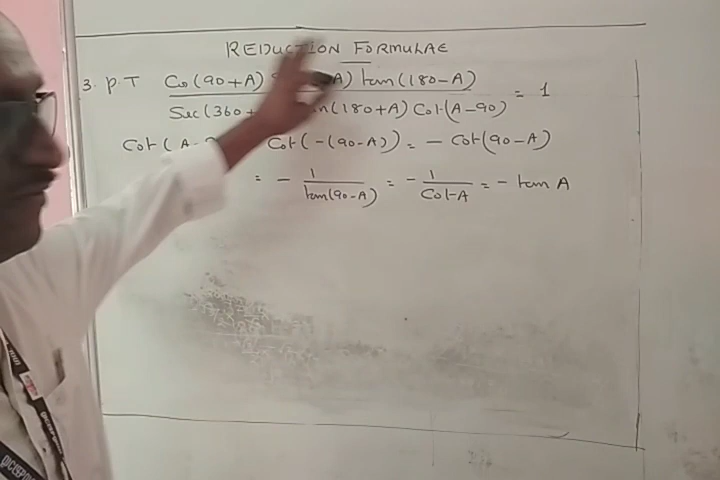 REDUCTION FORMULAE
3. P T Co(90+A) A) tan(180-A)
Sec(360+ n(180+A) Cot(A-90) = 1
Cot(A- Cot(-(90-A)) = - Cot(90-A)
= - 1/tan(90-A) = - 1/Cot A = - tan A